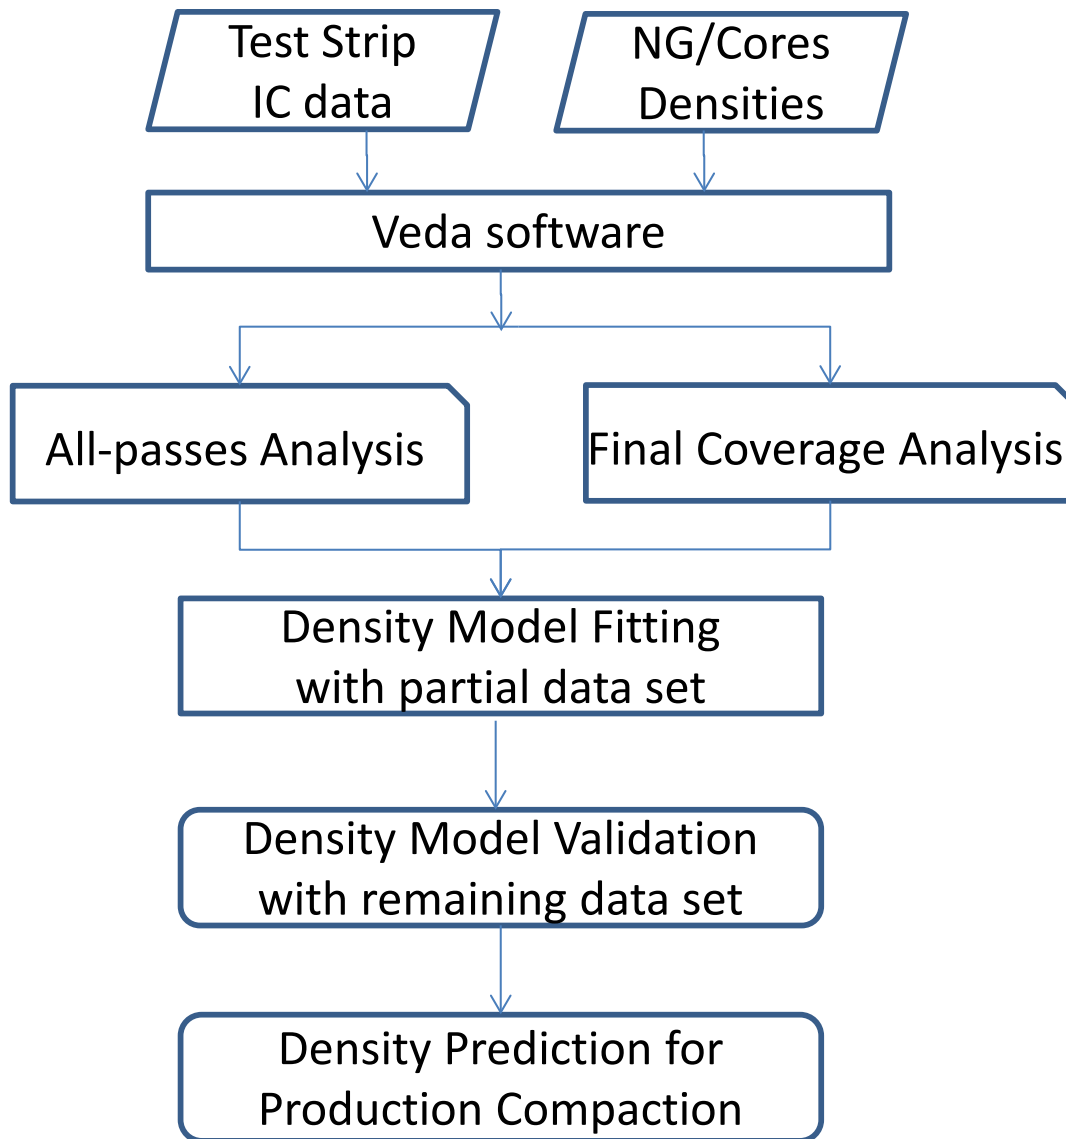 Test Strip
IC data
NG/Cores
Densities
Veda software
All-passes Analysis
Final Coverage Analysis
Density Model Fitting
with partial data set
Density Model Validation
with remaining data set
Density Prediction for
Production Compaction